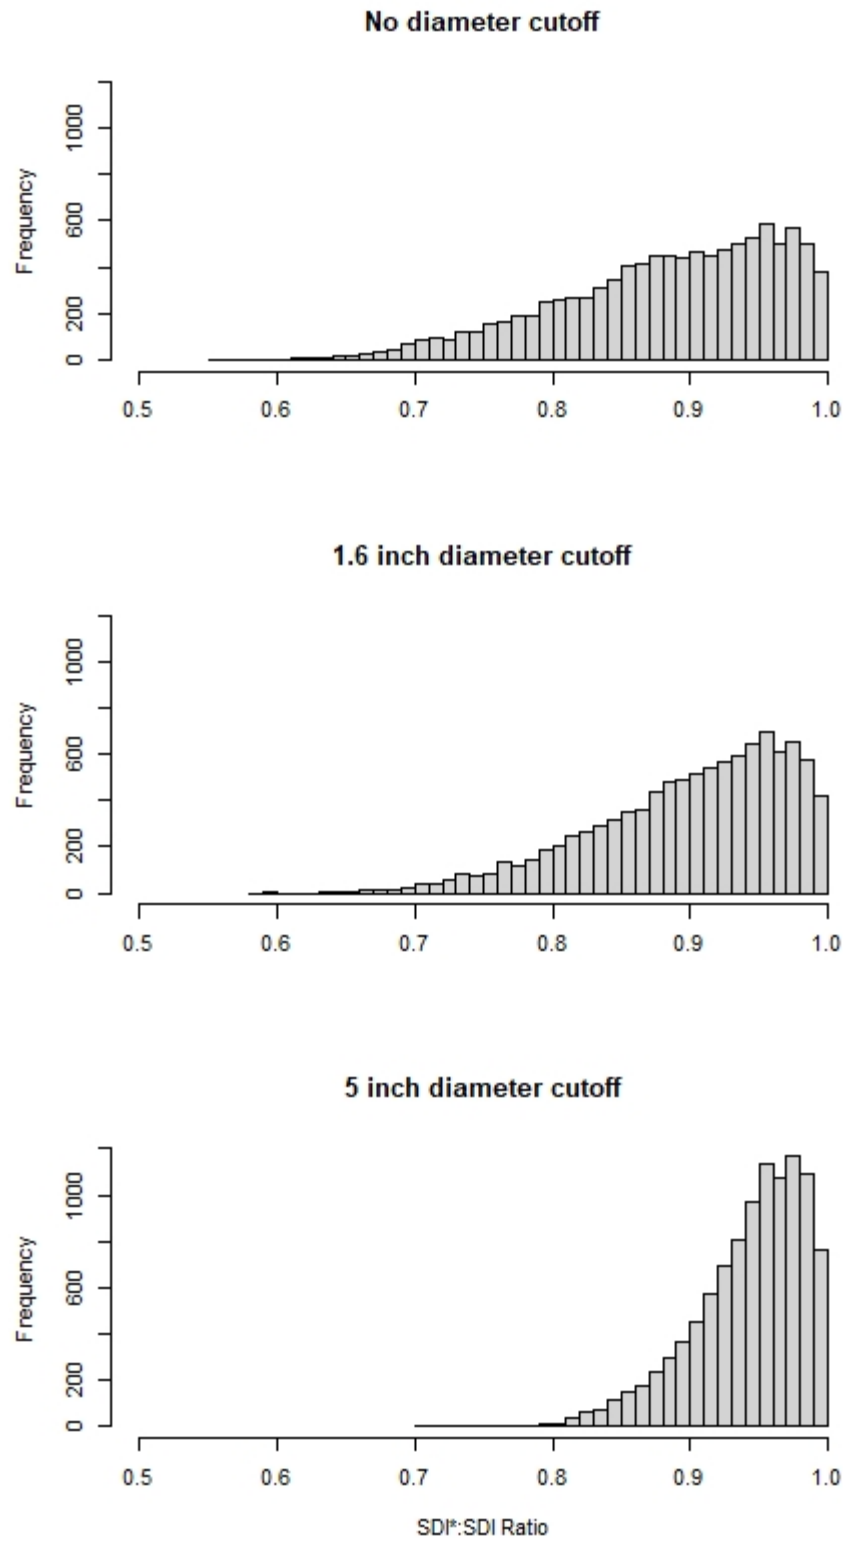 No diameter cutoff
Frequency
1000
600
200
0
0.5 0.6 0.7 0.8 0.9 1.0
1.6 inch diameter cutoff
Frequency
1000
600
200
0
0.5 0.6 0.7 0.8 0.9 1.0
5 inch diameter cutoff
Frequency
1000
600
200
0
0.5 0.6 0.7 0.8 0.9 1.0
SDI*:SDI Ratio